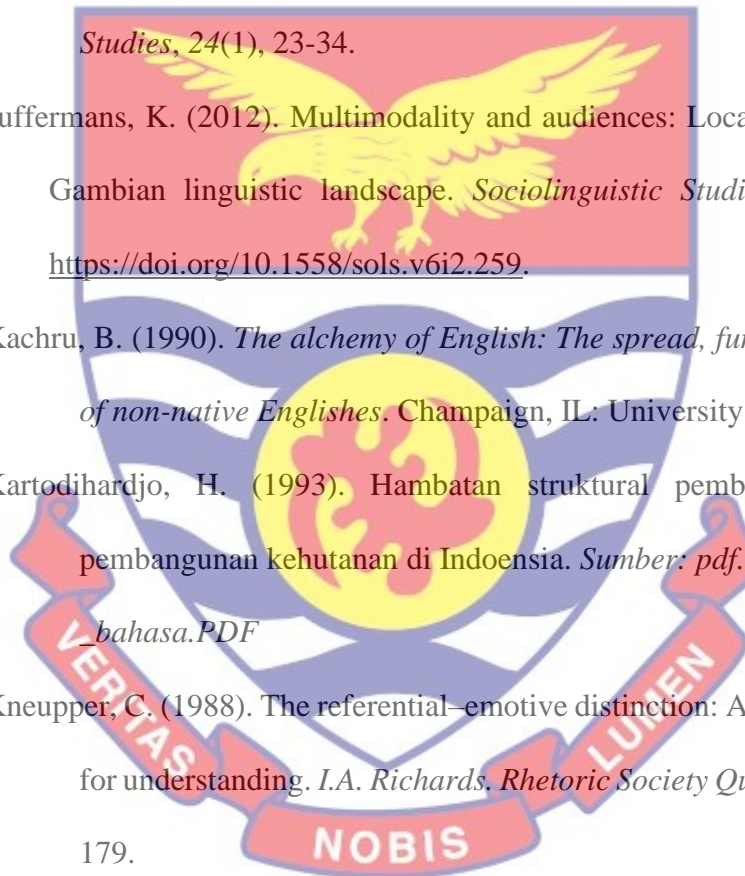 Studies, 24(1), 23-34.
uffermans, K. (2012). Multimodality and audiences: Loca
Gambian linguistic landscape. Sociolinguistic Studi
https://doi.org/10.1558/sols.v6i2.259.
Kachru, B. (1990). The alchemy of English: The spread, fun
of non-native Englishes. Champaign, IL: University
Kartodihardjo, H. (1993). Hambatan struktural pemb
pembangunan kehutanan di Indoensia. Sumber: pdf.
_bahasa.PDF
Kneupper, C. (1988). The referential–emotive distinction: A
for understanding. I.A. Richards. Rhetoric Society Qu
179.
VERITAS NOBIS LUMEN